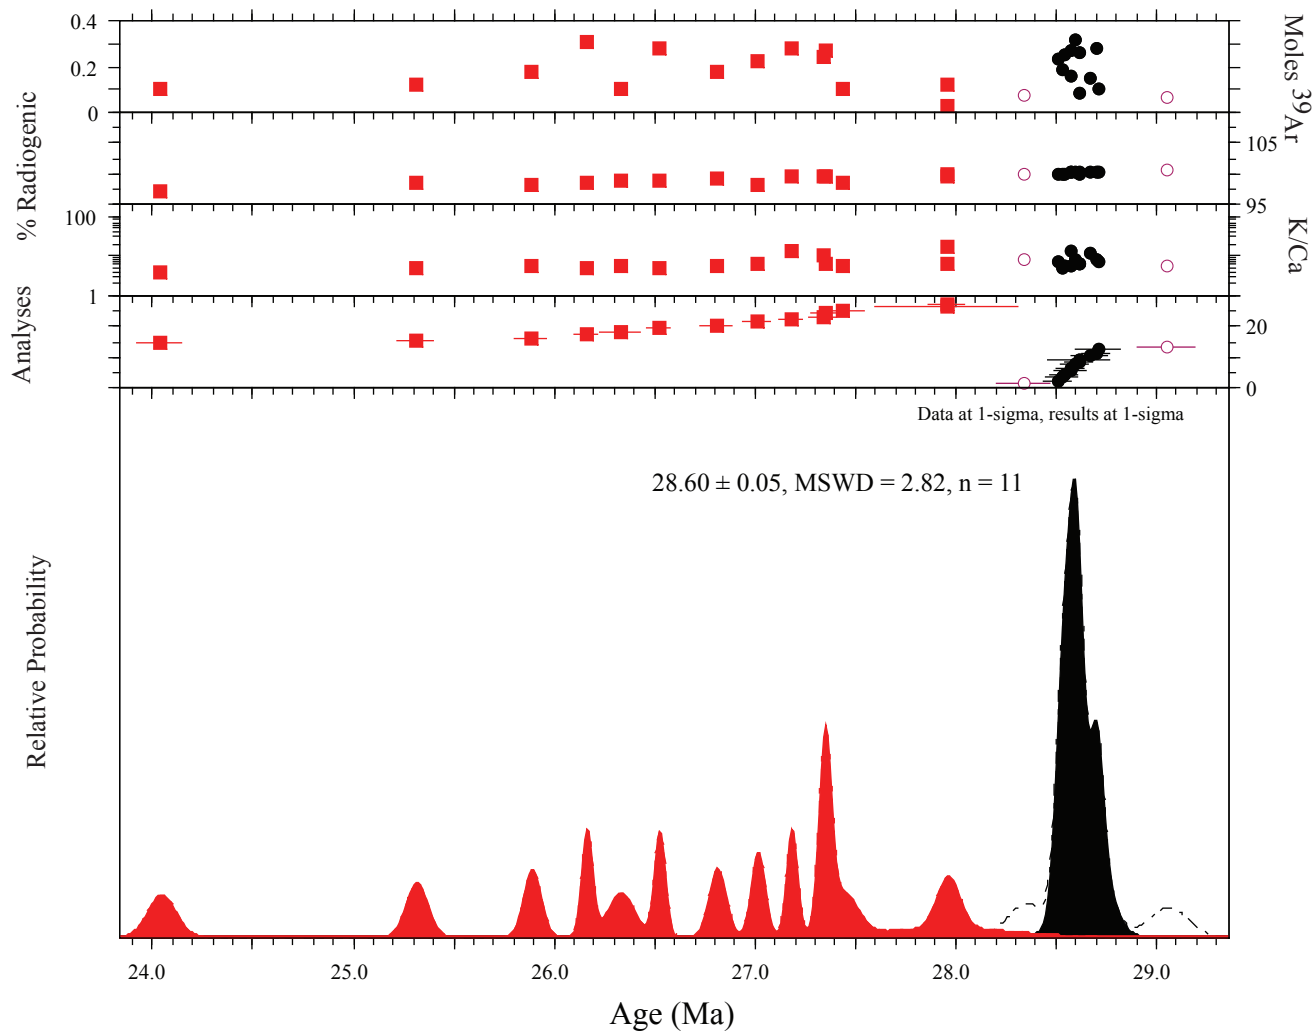 0.4
0.2
0
Moles 39Ar
% Radiogenic
105
95
100
1
K/Ca
Analyses
20
0
Data at 1-sigma, results at 1-sigma
28.60 ± 0.05, MSWD = 2.82, n = 11
Relative Probability
24.0 25.0 26.0 27.0 28.0 29.0
Age (Ma)